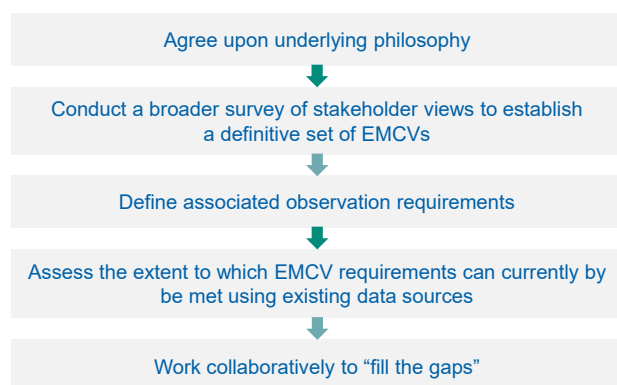 Agree upon underlying philosophy
Conduct a broader survey of stakeholder views to establish
a definitive set of EMCVs
Define associated observation requirements
Assess the extent to which EMCV requirements can currently by
be met using existing data sources
Work collaboratively to “fill the gaps”